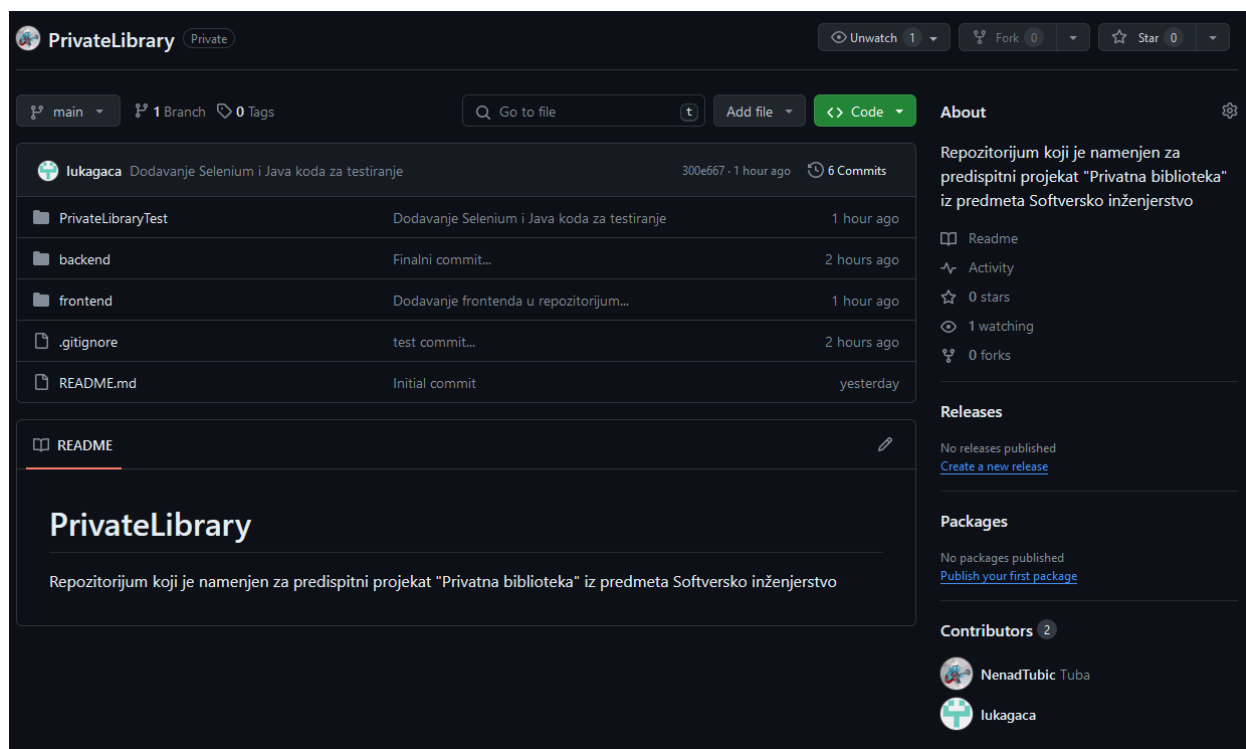 PrivateLibrary Private
Unwatch 1 Fork 0 Star 0
main 1 Branch 0 Tags
Go to file t Add file Code
lukagaca Dodavanje Selenium i Java koda za testiranje 300e667 · 1 hour ago 6 Commits
PrivateLibraryTest Dodavanje Selenium i Java koda za testiranje 1 hour ago
backend Finalni commit... 2 hours ago
frontend Dodavanje frontenda u repozitorijum... 1 hour ago
.gitignore test commit... 2 hours ago
README.md Initial commit yesterday
README
PrivateLibrary
Repozitorijum koji je namenjen za predispitni projekat "Privatna biblioteka" iz predmeta Softversko inženjerstvo
About
Repozitorijum koji je namenjen za
predispitni projekat "Privatna biblioteka"
iz predmeta Softversko inženjerstvo
Readme
Activity
0 stars
1 watching
0 forks
Releases
No releases published
Create a new release
Packages
No packages published
Publish your first package
Contributors 2
NenadTubic Tuba
lukagaca